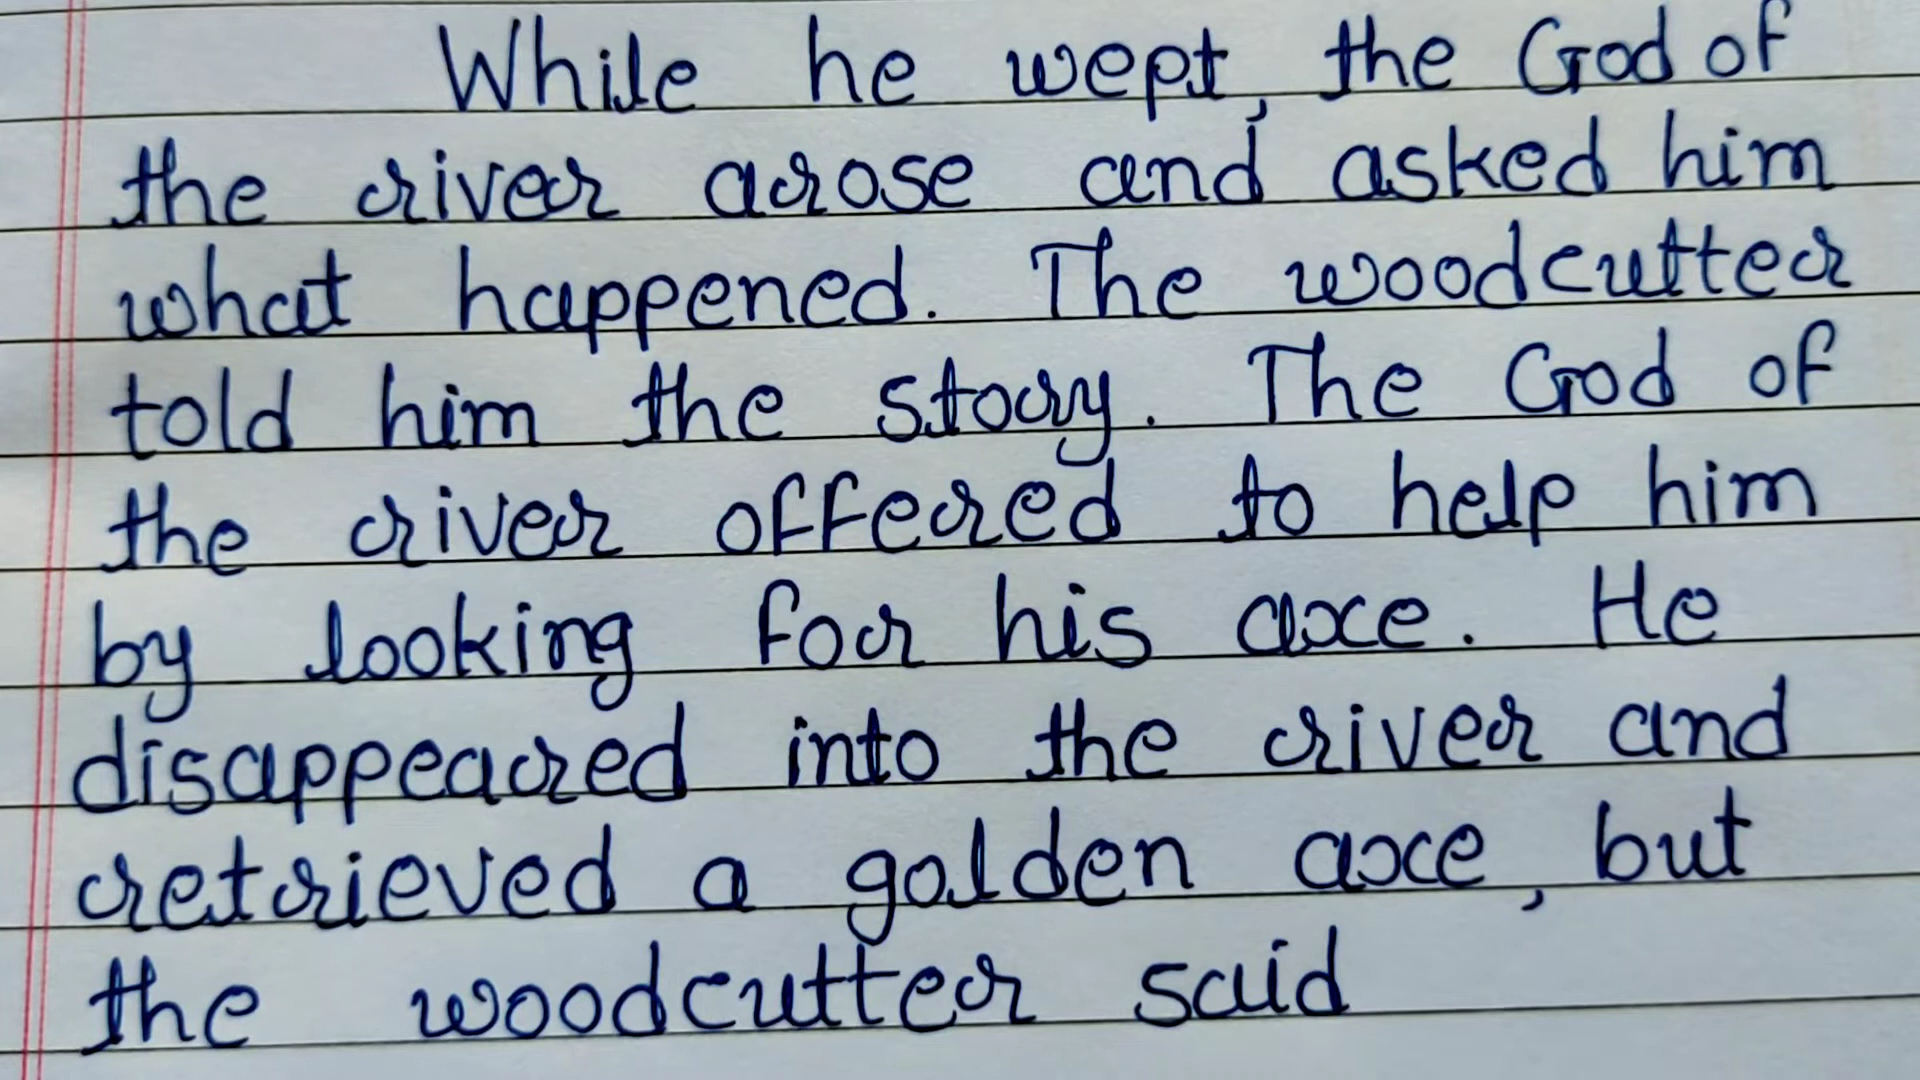 While he wept, the God of
the river arose and asked him
what happened. The woodcutter
told him the story. The God of
the river offered to help him
by looking for his axe. He
disappeared into the river and
retrieved a golden axe, but
the woodcutter said